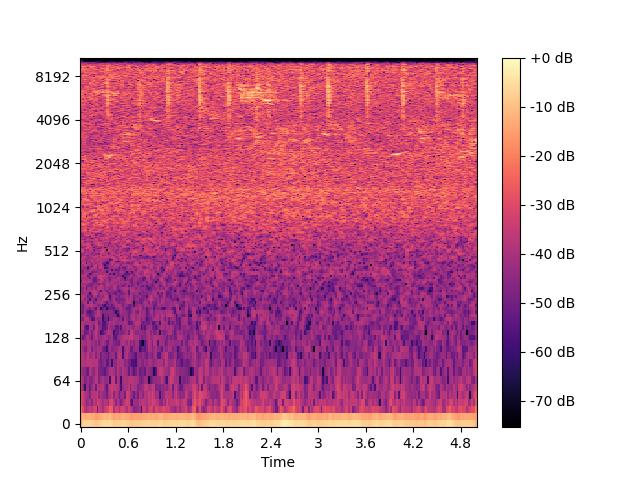 8192
4096
2048
1024
512
256
128
64
0
Hz
0 0.6 1.2 1.8 2.4 3 3.6 4.2 4.8
Time
+0 dB
-10 dB
-20 dB
-30 dB
-40 dB
-50 dB
-60 dB
-70 dB